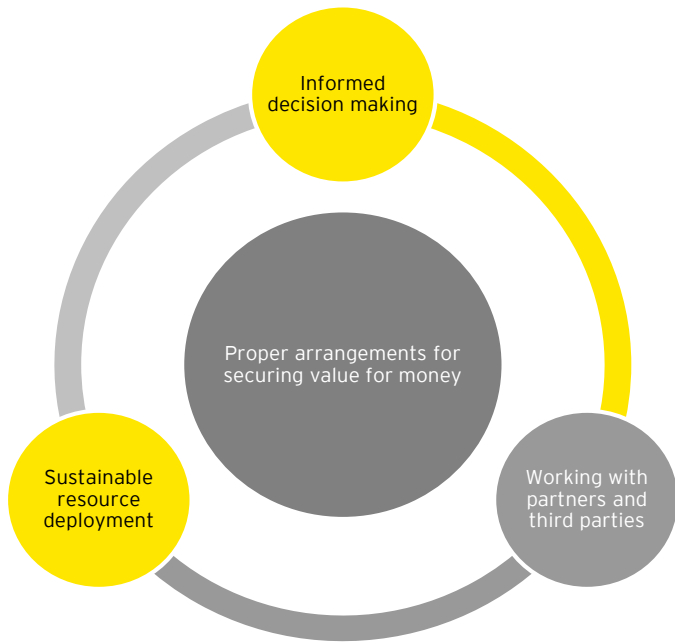 Informed
decision making
Proper arrangements for
securing value for money
Sustainable
resource
deployment
Working with
partners and
third parties